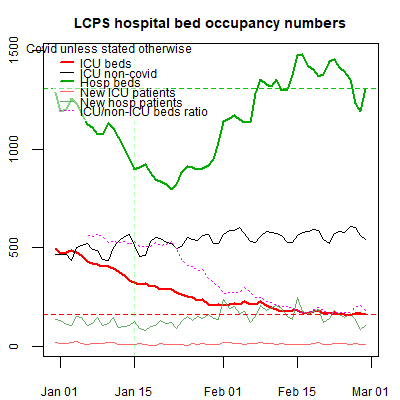 LCPS hospital bed occupancy numbers
Covid unless stated otherwise
ICU beds
ICU non-covid
Hosp beds
New ICU patients
New hosp patients
ICU/non-ICU beds ratio
1500
1000
500
0
Jan 01 Jan 15 Feb 01 Feb 15 Mar 01